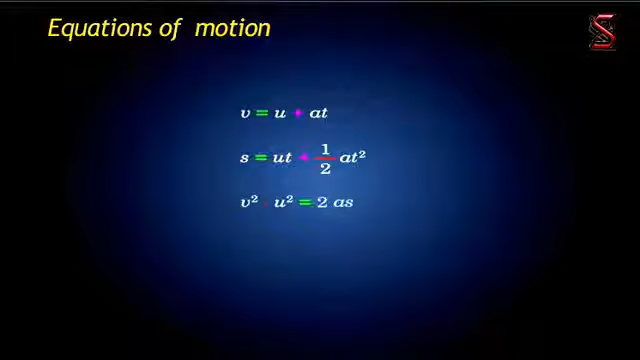 Equations of motion
S
v = u + at
s = ut + 1/2 at²
v² - u² = 2 as